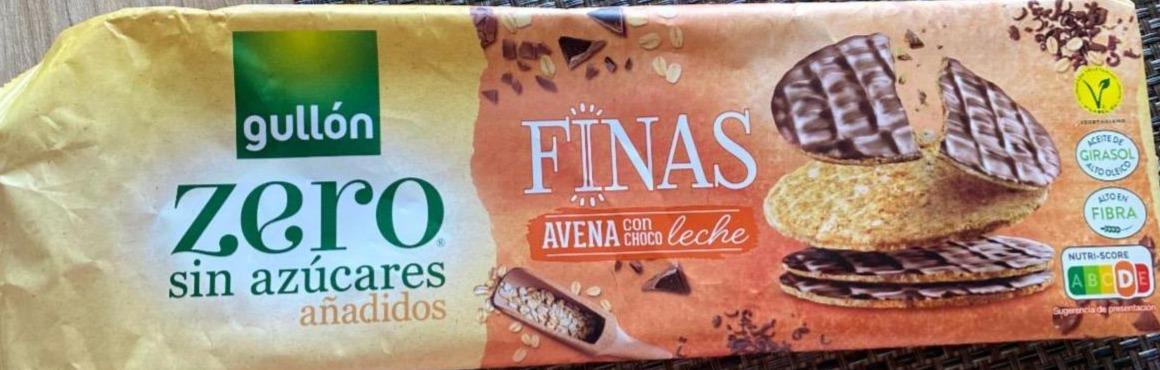 gullón
zero®
sin azúcares
añadidos
FINAS
AVENA CON CHOCO leche
VEGETARIANO
ACEITE DE
GIRASOL
ALTO OLEICO
ALTO EN
FIBRA
NUTRI-SCORE
A B C D E
Sugerencia de presentación